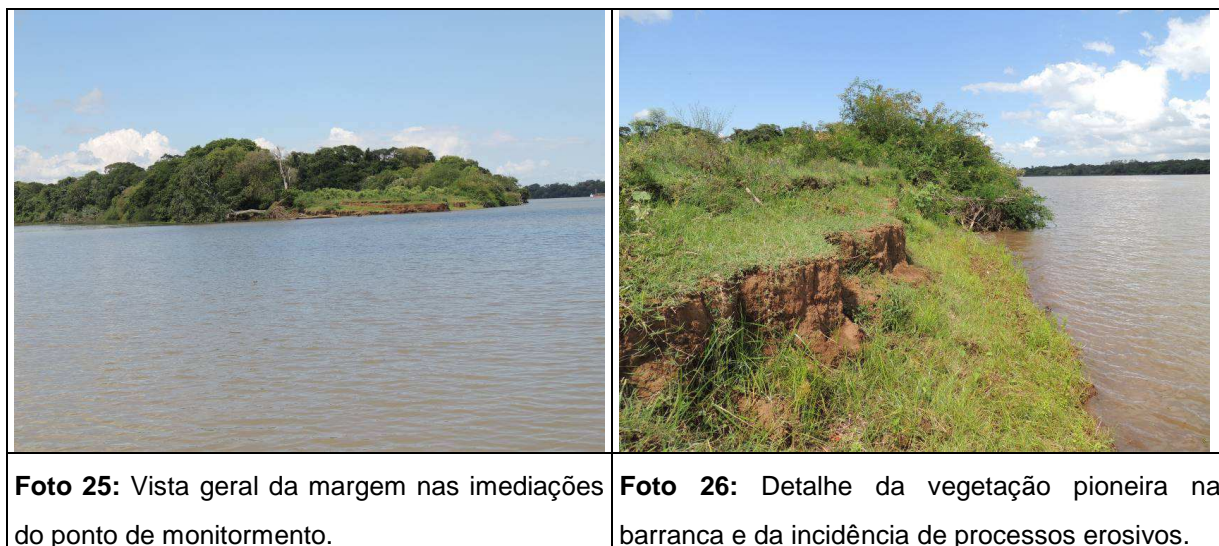 Foto 25: Vista geral da margem nas imediações
do ponto de monitormento.
Foto 26: Detalhe da vegetação pioneira na
barranca e da incidência de processos erosivos.